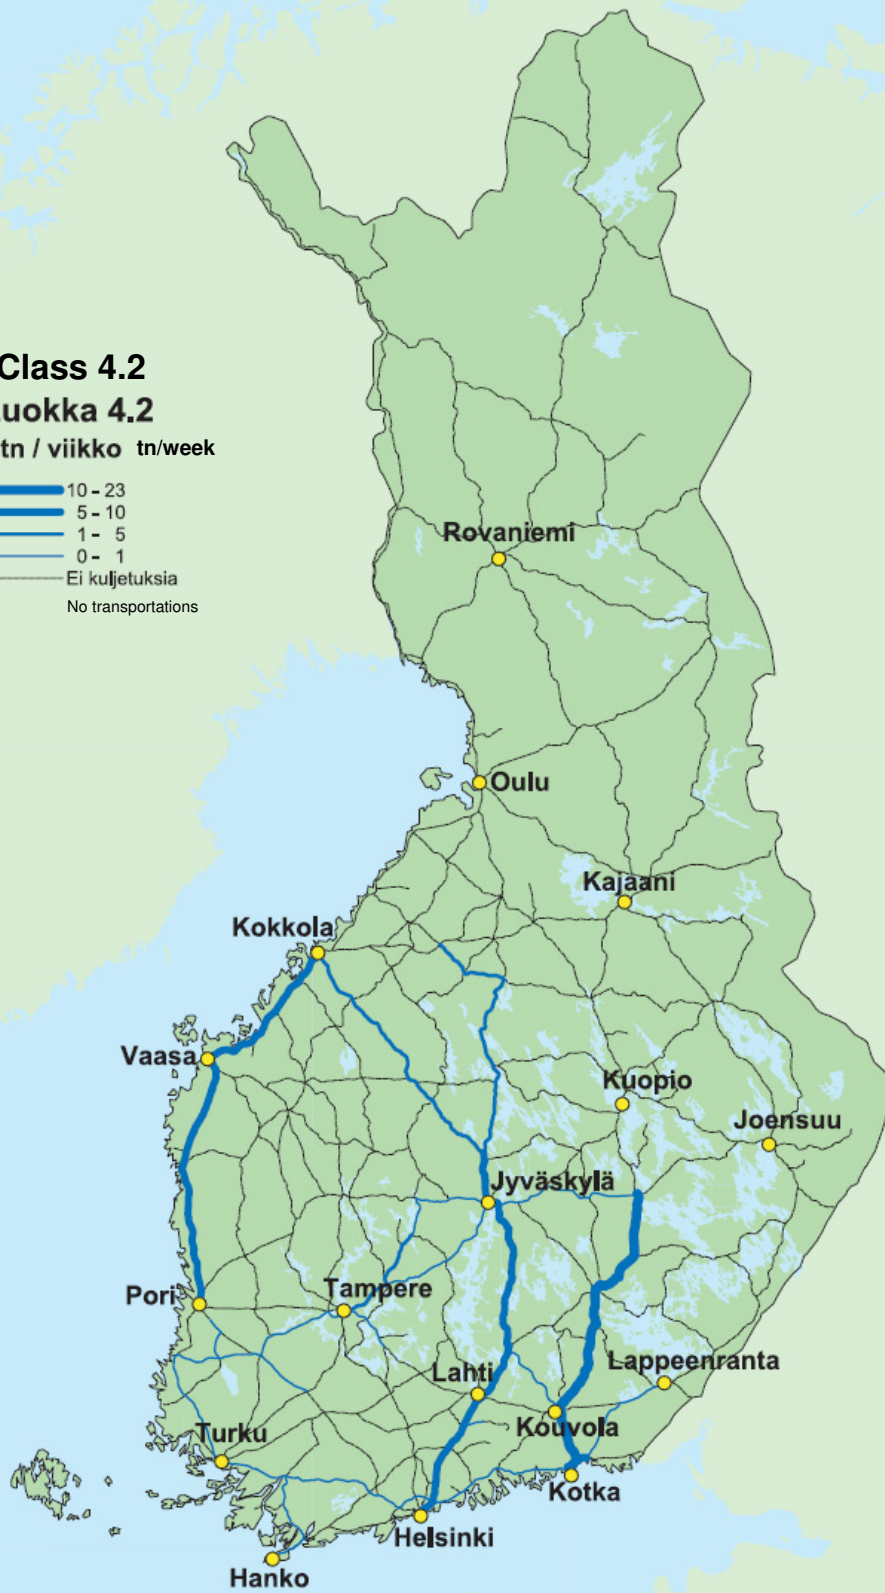 Class 4.2
uokka 4.2
tn / viikko tn/week
10 - 23
5 - 10
1 - 5
0 - 1
Ei kuljetuksia
No transportations
Rovaniemi
Oulu
Kajaani
Kokkola
Vaasa
Kuopio
Joensuu
Jyväskylä
Pori
Tampere
Lahti
Lappeenranta
Kouvola
Turku
Kotka
Helsinki
Hanko